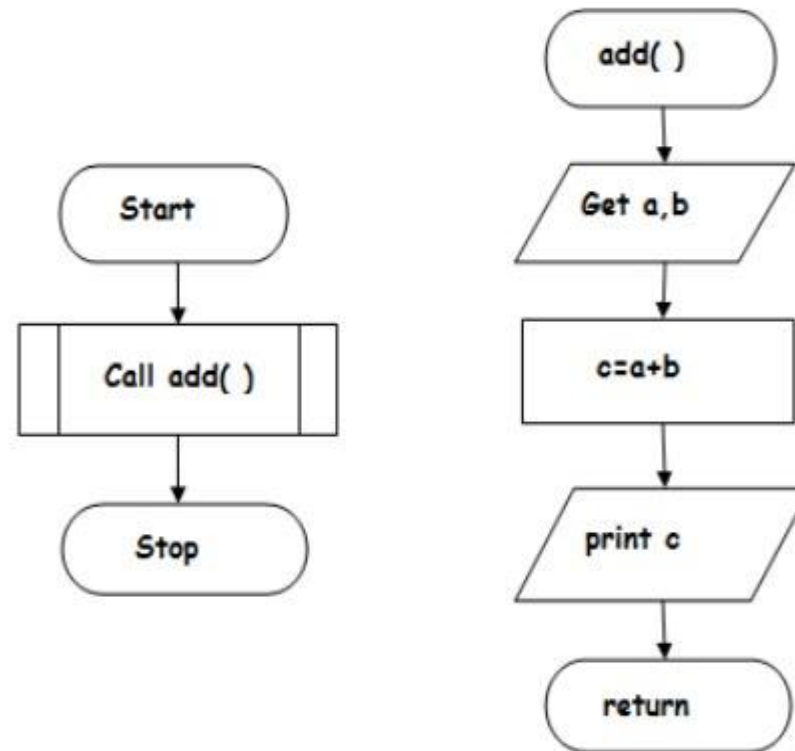 Start
Call add( )
Stop
add( )
Get a,b
c=a+b
print c
return